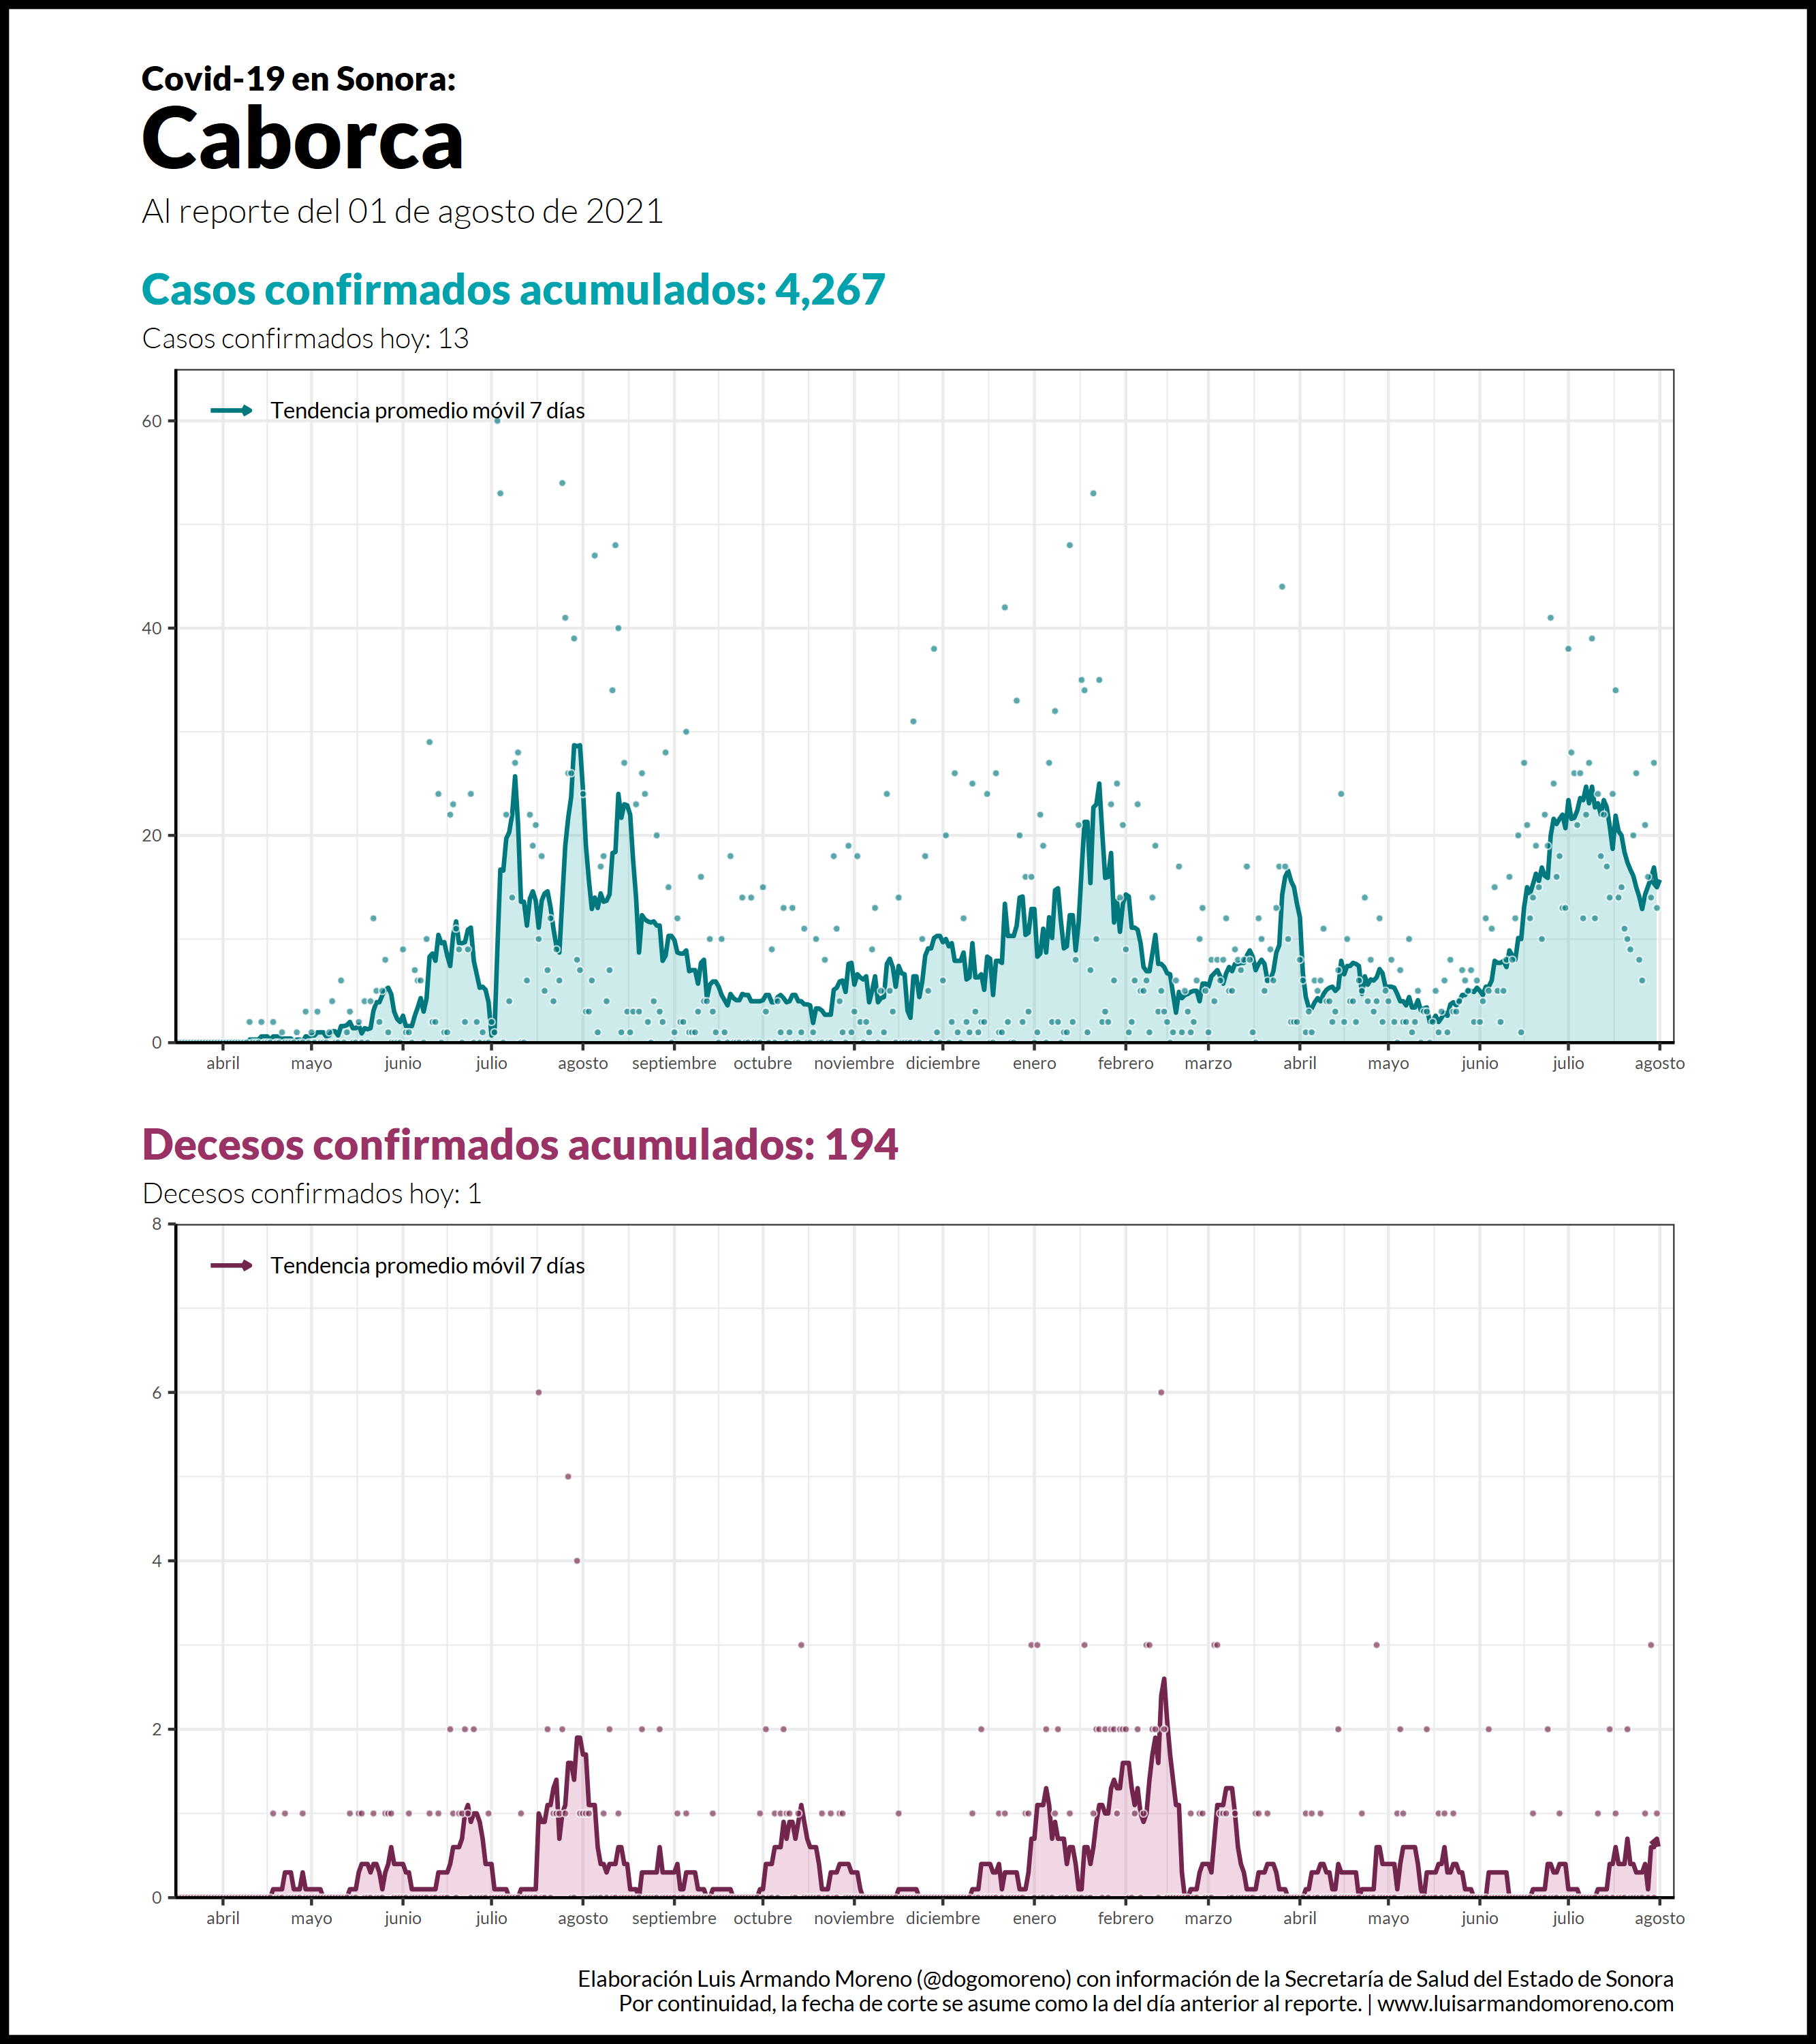 Covid-19 en Sonora:
Caborca
Al reporte del 01 de agosto de 2021
Casos confirmados acumulados: 4,267
Casos confirmados hoy: 13
Tendencia promedio móvil 7 días
60
40
20
0
abril mayo junio julio agosto septiembre octubre noviembre diciembre enero febrero marzo abril mayo junio julio agosto
Decesos confirmados acumulados: 194
Decesos confirmados hoy: 1
8
Tendencia promedio móvil 7 días
6
4
2
0
abril mayo junio julio agosto septiembre octubre noviembre diciembre enero febrero marzo abril mayo junio julio agosto
Elaboración Luis Armando Moreno (@dogomoreno) con información de la Secretaría de Salud del Estado de Sonora
Por continuidad, la fecha de corte se asume como la del día anterior al reporte. | www.luisarmandomoreno.com